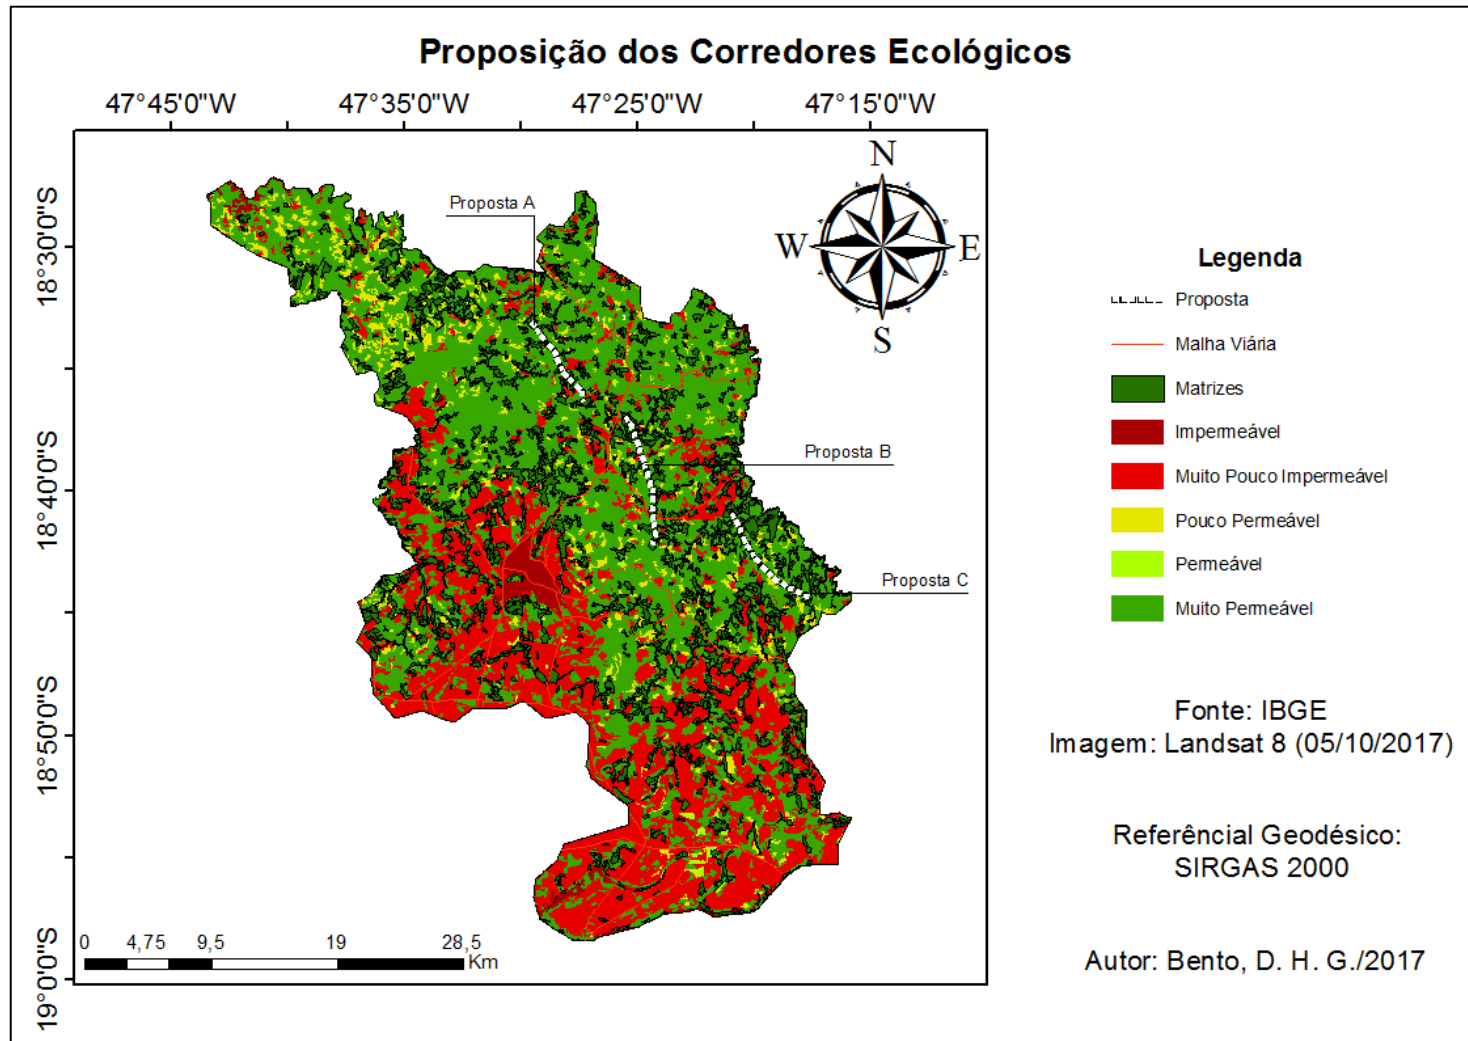 Proposição dos Corredores Ecológicos
47°45'0"W
47°35'0"W
47°25'0"W
47°15'0"W
18°30'0"S
18°40'0"S
18°50'0"S
19°0'0"S
N
W
E
S
Proposta A
Proposta B
Proposta C
0
4,75
9,5
19
28,5
Km
Legenda
Proposta
Malha Viária
Matrizes
Impermeável
Muito Pouco Impermeável
Pouco Permeável
Permeável
Muito Permeável
Fonte: IBGE
Imagem: Landsat 8 (05/10/2017)
Referêncial Geodésico:
SIRGAS 2000
Autor: Bento, D. H. G./2017